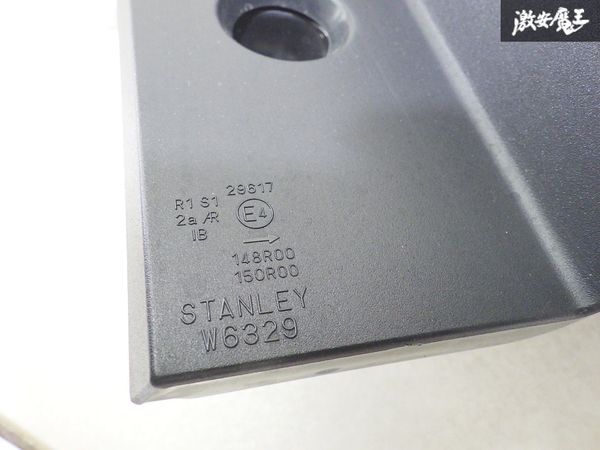 激安魔王
R1 S1 29617
2a AR E4
IB →
148R00
150R00
STANLEY
W6329